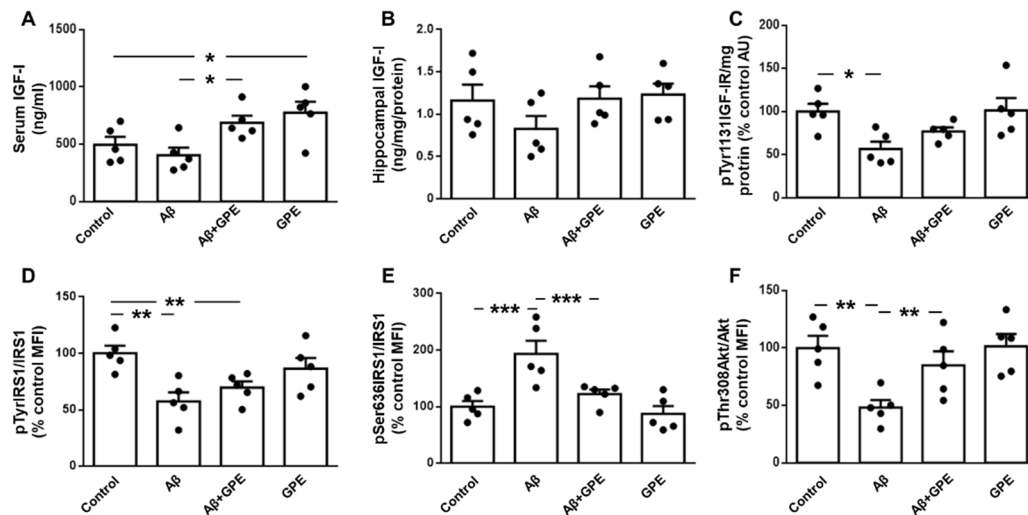 A
Serum IGF-I
(ng/ml)
1500
1000
500
0
*
*
Control
Aβ
Aβ+GPE
GPE
B
Hippocampal IGF-I
(ng/mg/protein)
2.0
1.5
1.0
0.5
0.0
Control
Aβ
Aβ+GPE
GPE
C
pTyr1131IGF-IR/mg
protrin (% control AU)
200
150
100
50
0
*
Control
Aβ
Aβ+GPE
GPE
D
pTyrIRS1/IRS1
(% control MFI)
150
100
50
0
**
**
Control
Aβ
Aβ+GPE
GPE
E
pSer636IRS1/IRS1
(% control MFI)
300
200
100
0
***
***
Control
Aβ
Aβ+GPE
GPE
F
pThr308Akt/Akt
(% control MFI)
150
100
50
0
**
**
Control
Aβ
Aβ+GPE
GPE